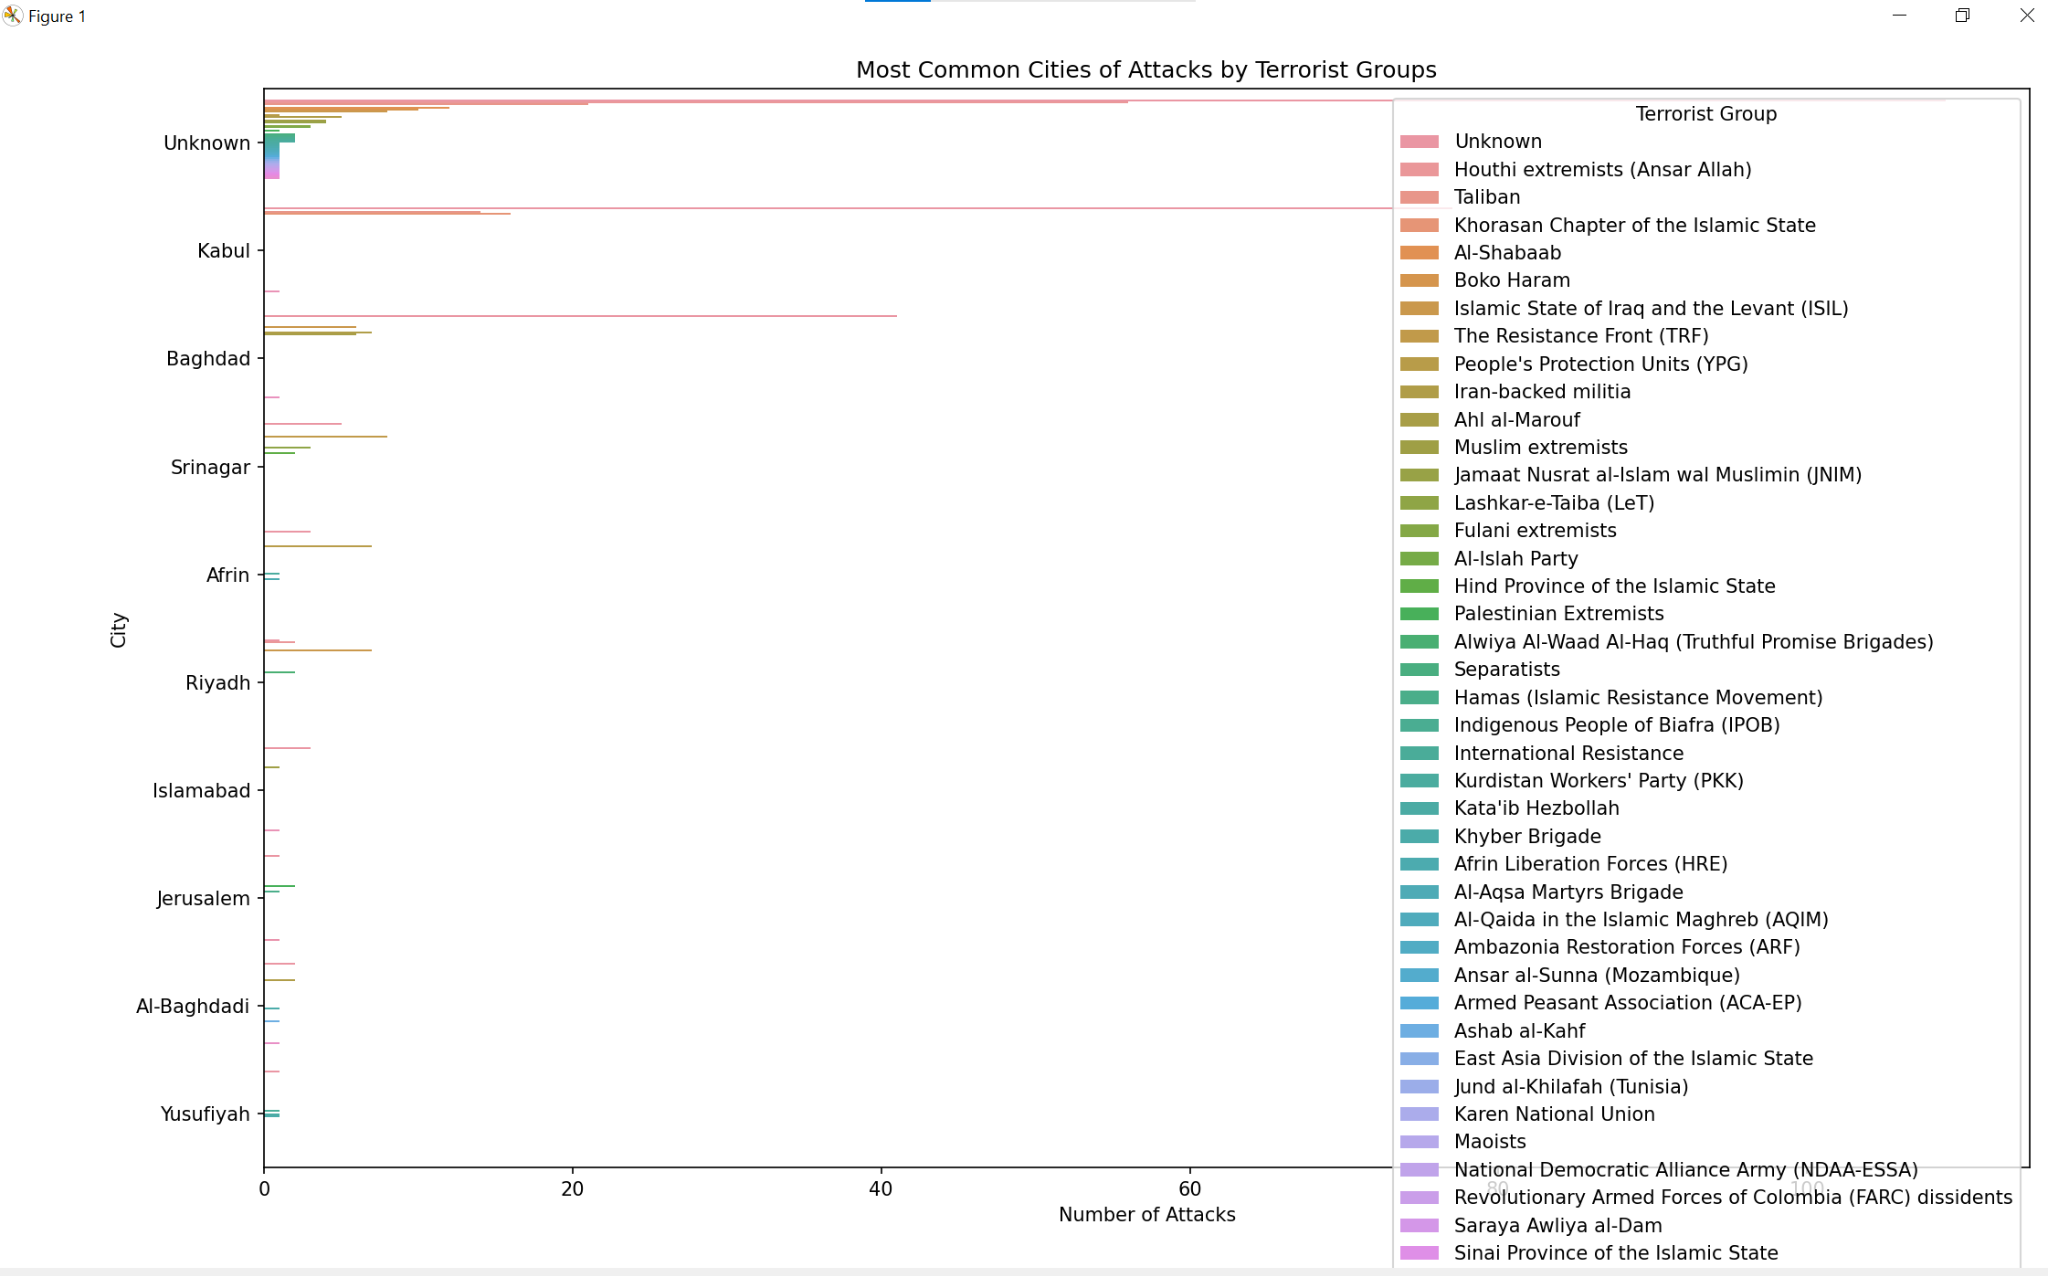 Figure 1
Most Common Cities of Attacks by Terrorist Groups
Terrorist Group
Unknown
Houthi extremists (Ansar Allah)
Taliban
Khorasan Chapter of the Islamic State
Al-Shabaab
Boko Haram
Islamic State of Iraq and the Levant (ISIL)
The Resistance Front (TRF)
People's Protection Units (YPG)
Iran-backed militia
Ahl al-Marouf
Muslim extremists
Jamaat Nusrat al-Islam wal Muslimin (JNIM)
Lashkar-e-Taiba (LeT)
Fulani extremists
Al-Islah Party
Hind Province of the Islamic State
Palestinian Extremists
Alwiya Al-Waad Al-Haq (Truthful Promise Brigades)
Separatists
Hamas (Islamic Resistance Movement)
Indigenous People of Biafra (IPOB)
International Resistance
Kurdistan Workers' Party (PKK)
Kata'ib Hezbollah
Khyber Brigade
Afrin Liberation Forces (HRE)
Al-Aqsa Martyrs Brigade
Al-Qaida in the Islamic Maghreb (AQIM)
Ambazonia Restoration Forces (ARF)
Ansar al-Sunna (Mozambique)
Armed Peasant Association (ACA-EP)
Ashab al-Kahf
East Asia Division of the Islamic State
Jund al-Khilafah (Tunisia)
Karen National Union
Maoists
National Democratic Alliance Army (NDAA-ESSA)
Revolutionary Armed Forces of Colombia (FARC) dissidents
Saraya Awliya al-Dam
Sinai Province of the Islamic State
City
Unknown
Kabul
Baghdad
Srinagar
Afrin
Riyadh
Islamabad
Jerusalem
Al-Baghdadi
Yusufiyah
0 20 40 60 80 100
Number of Attacks